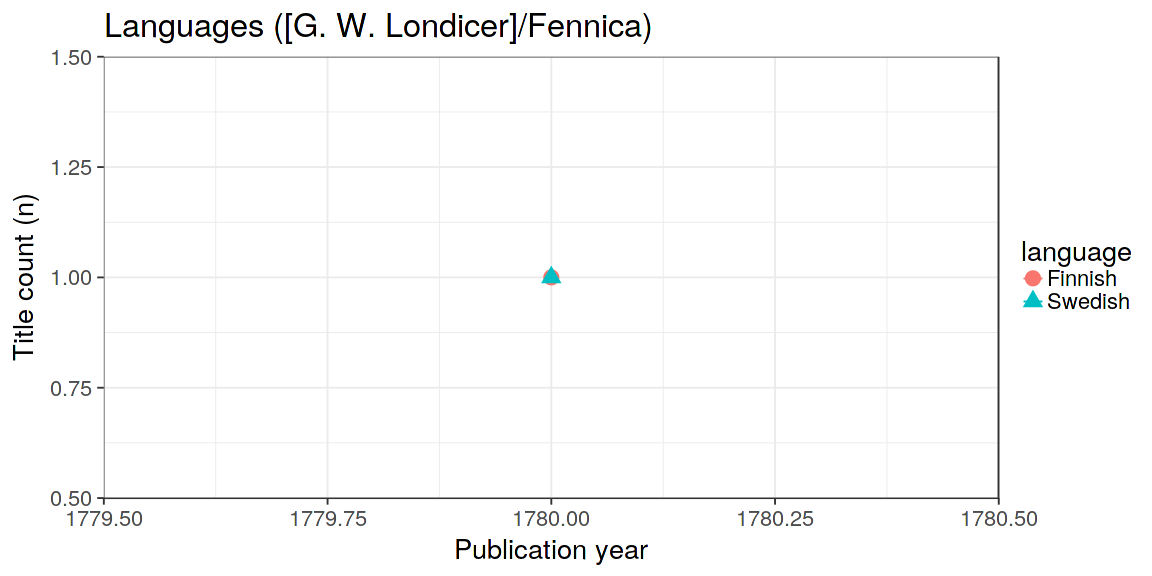 Languages ([G. W. Londicer]/Fennica)
1.50
1.25
1.00
0.75
0.50
Title count (n)
1779.50 1779.75 1780.00 1780.25 1780.50
Publication year
language
Finnish
Swedish